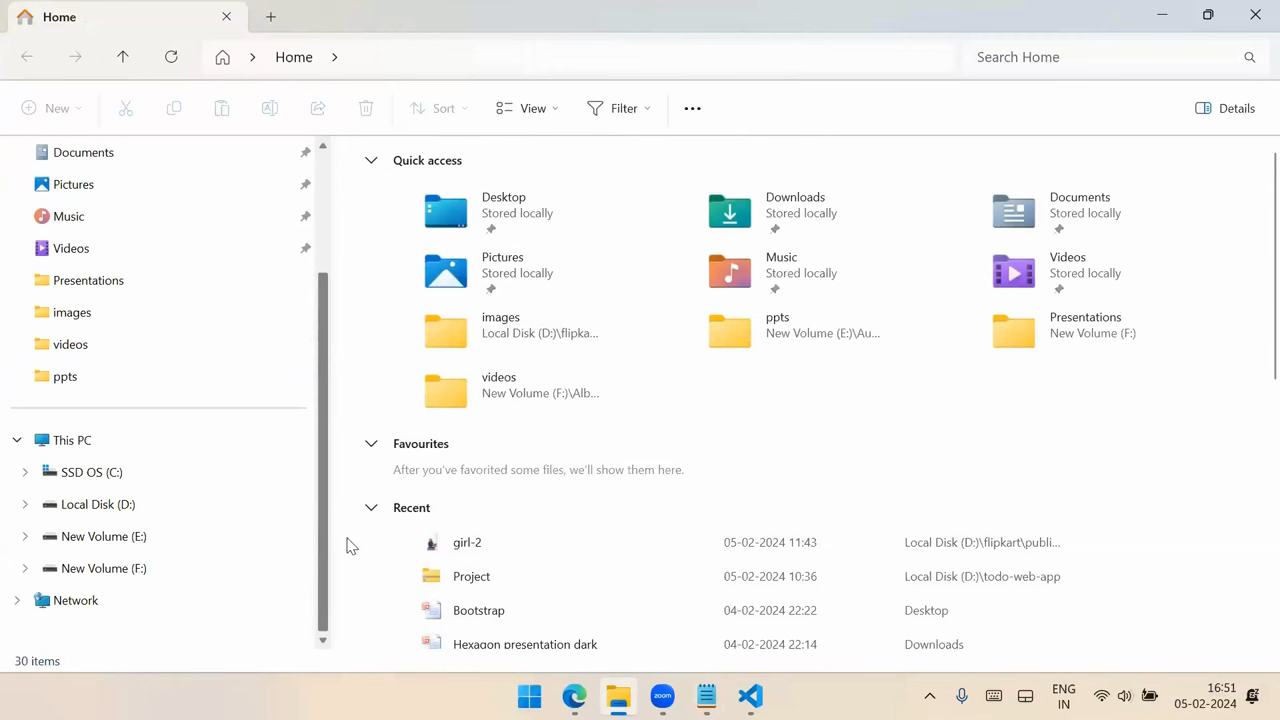 Home
Home
Search Home
New
Sort
View
Filter
Details
Documents
Pictures
Music
Videos
Presentations
images
videos
ppts
This PC
SSD OS (C:)
Local Disk (D:)
New Volume (E:)
New Volume (F:)
Network
Quick access
Desktop
Stored locally
Downloads
Stored locally
Documents
Stored locally
Pictures
Stored locally
Music
Stored locally
Videos
Stored locally
images
Local Disk (D:)\flipka...
ppts
New Volume (E:)\Au...
Presentations
New Volume (F:)
videos
New Volume (F:)\Alb...
Favourites
After you've favorited some files, we'll show them here.
Recent
girl-2 05-02-2024 11:43 Local Disk (D:)\flipkart\publi...
Project 05-02-2024 10:36 Local Disk (D:)\todo-web-app
Bootstrap 04-02-2024 22:22 Desktop
Hexagon presentation dark 04-02-2024 22:14 Downloads
30 items
zoom
ENG
IN
16:51
05-02-2024